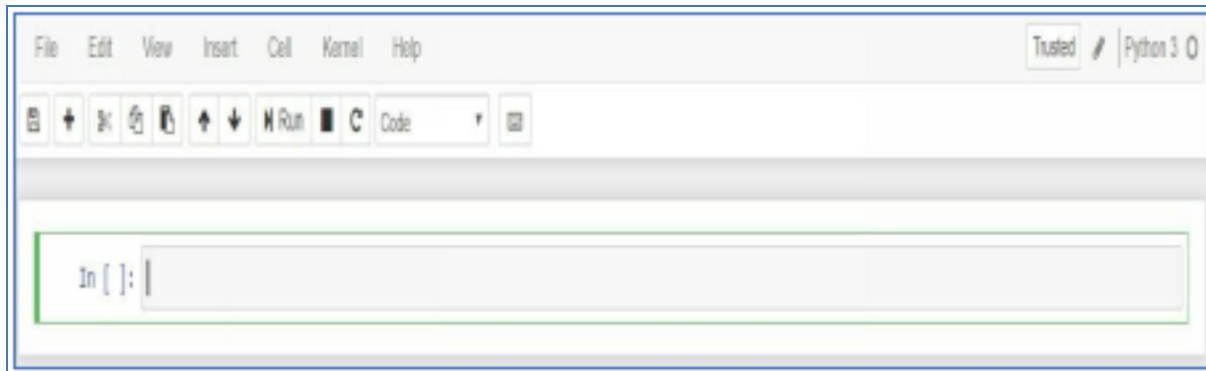 File Edit View Insert Cell Kernel Help Trusted Python 3
Run C Code
In [ ]: